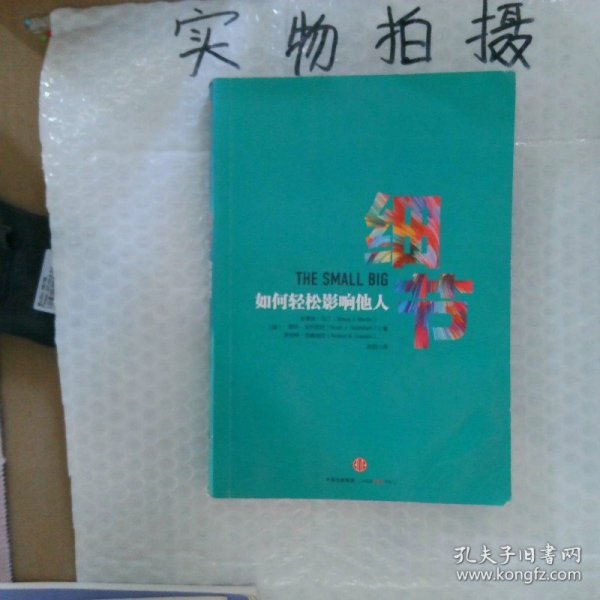 实物拍摄
细节
THE SMALL BIG
如何轻松影响他人
孔夫子旧书网
www.kongfz.com